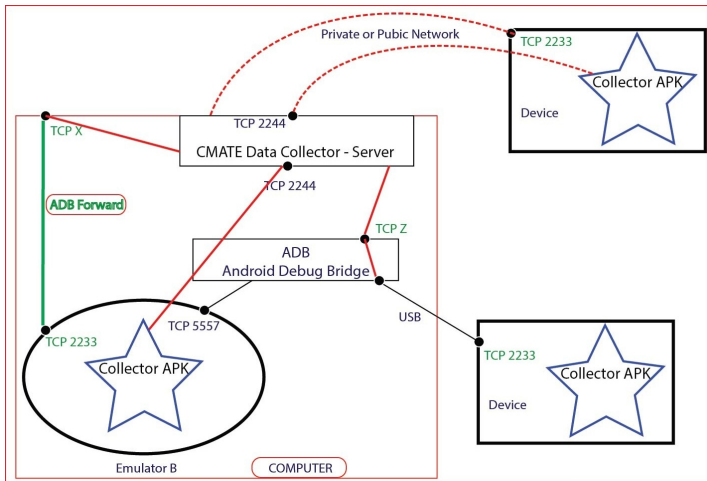 Private or Pubic Network
TCP 2233
Collector APK
Device
TCP X
TCP 2244
CMATE Data Collector - Server
TCP 2244
ADB Forward
TCP Z
ADB
Android Debug Bridge
TCP 5557
USB
TCP 2233
Collector APK
TCP 2233
Collector APK
Device
Emulator B
COMPUTER